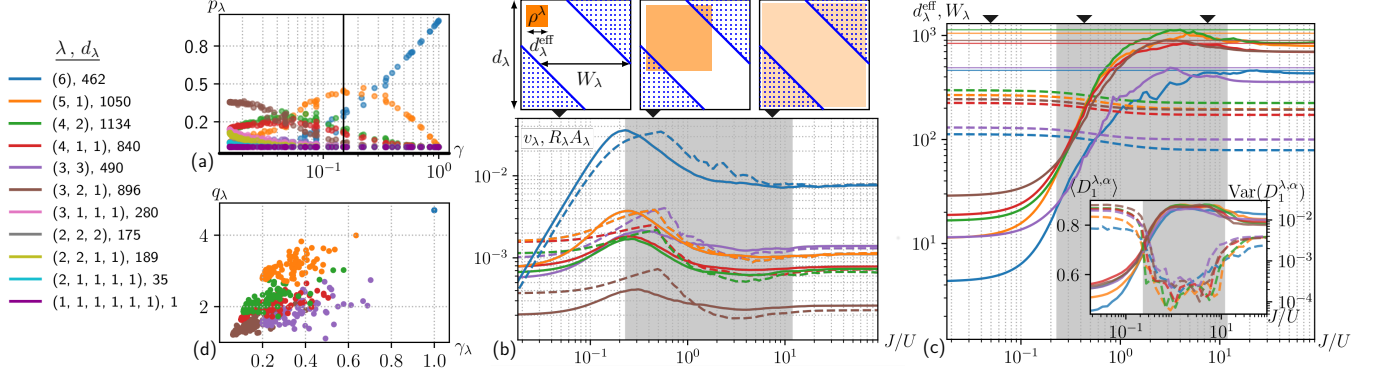 λ , d_λ
(6), 462
(5, 1), 1050
(4, 2), 1134
(4, 1, 1), 840
(3, 3), 490
(3, 2, 1), 896
(3, 1, 1, 1), 280
(2, 2, 2), 175
(2, 2, 1, 1), 189
(2, 1, 1, 1, 1), 35
(1, 1, 1, 1, 1, 1), 1
p_λ
0.8
0.5
0.2
(a)
10^{-1}
10^0
γ
q_λ
4
2
(d)
0.2
0.4
0.6
0.8
1.0
γ_λ
d_λ
ρ^λ
d_λ^{eff}
W_λ
v_λ, R_λA_λ
10^{-2}
10^{-3}
(b)
10^{-1}
10^0
10^1
J/U
d_λ^{eff}, W_λ
10^3
10^2
10^1
(c)
10^{-1}
10^0
10^1
J/U
⟨D_1^{λ,α}⟩
Var(D_1^{λ,α})
0.8
0.6
10^{-2}
10^{-3}
10^{-4}
10^{-1}
10^1
J/U